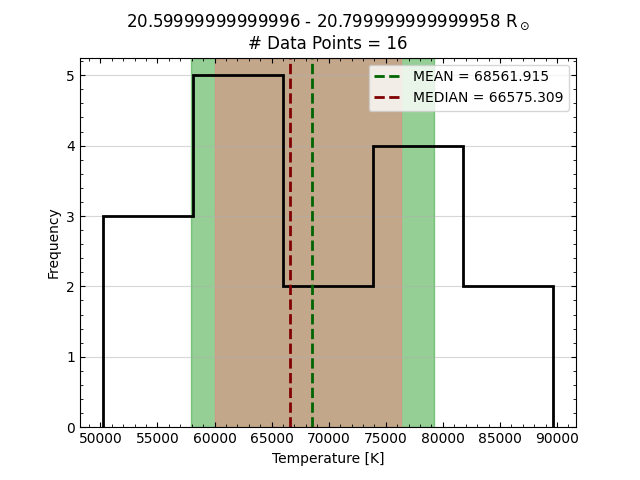 20.59999999999996 - 20.799999999999958 R☉
# Data Points = 16
MEAN = 68561.915
MEDIAN = 66575.309
Frequency
5
4
3
2
1
0
50000 55000 60000 65000 70000 75000 80000 85000 90000
Temperature [K]